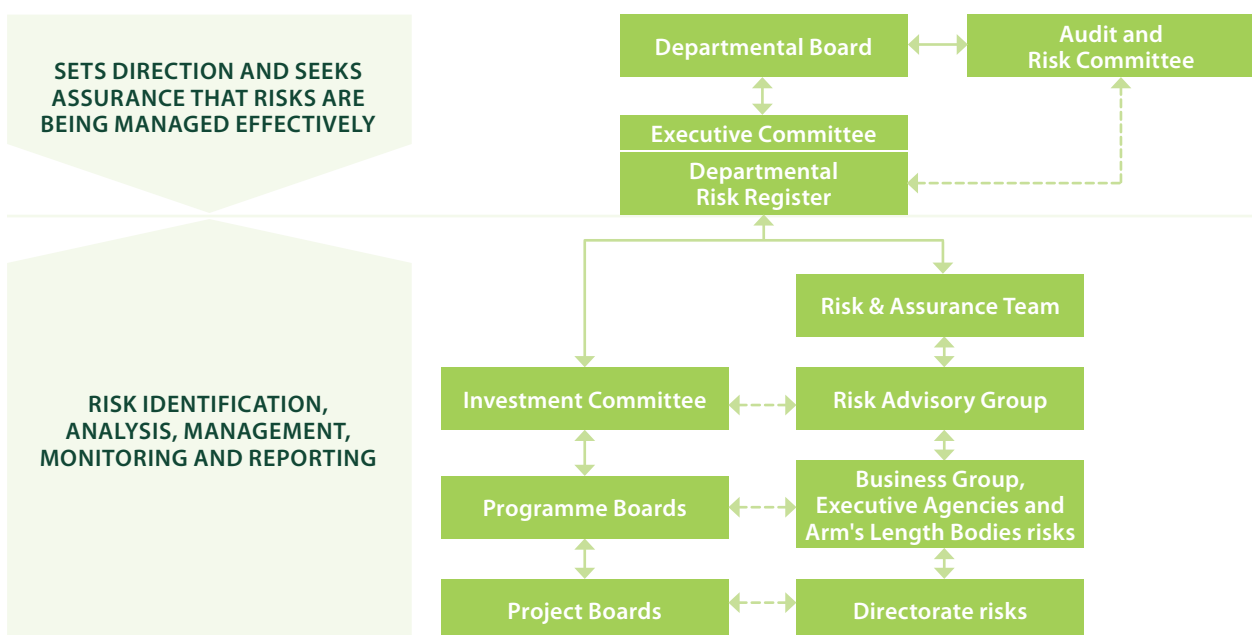 SETS DIRECTION AND SEEKS
ASSURANCE THAT RISKS ARE
BEING MANAGED EFFECTIVELY
Departmental Board
Audit and
Risk Committee
Executive Committee
Departmental
Risk Register
RISK IDENTIFICATION,
ANALYSIS, MANAGEMENT,
MONITORING AND REPORTING
Risk & Assurance Team
Investment Committee
Risk Advisory Group
Programme Boards
Business Group,
Executive Agencies and
Arm's Length Bodies risks
Project Boards
Directorate risks